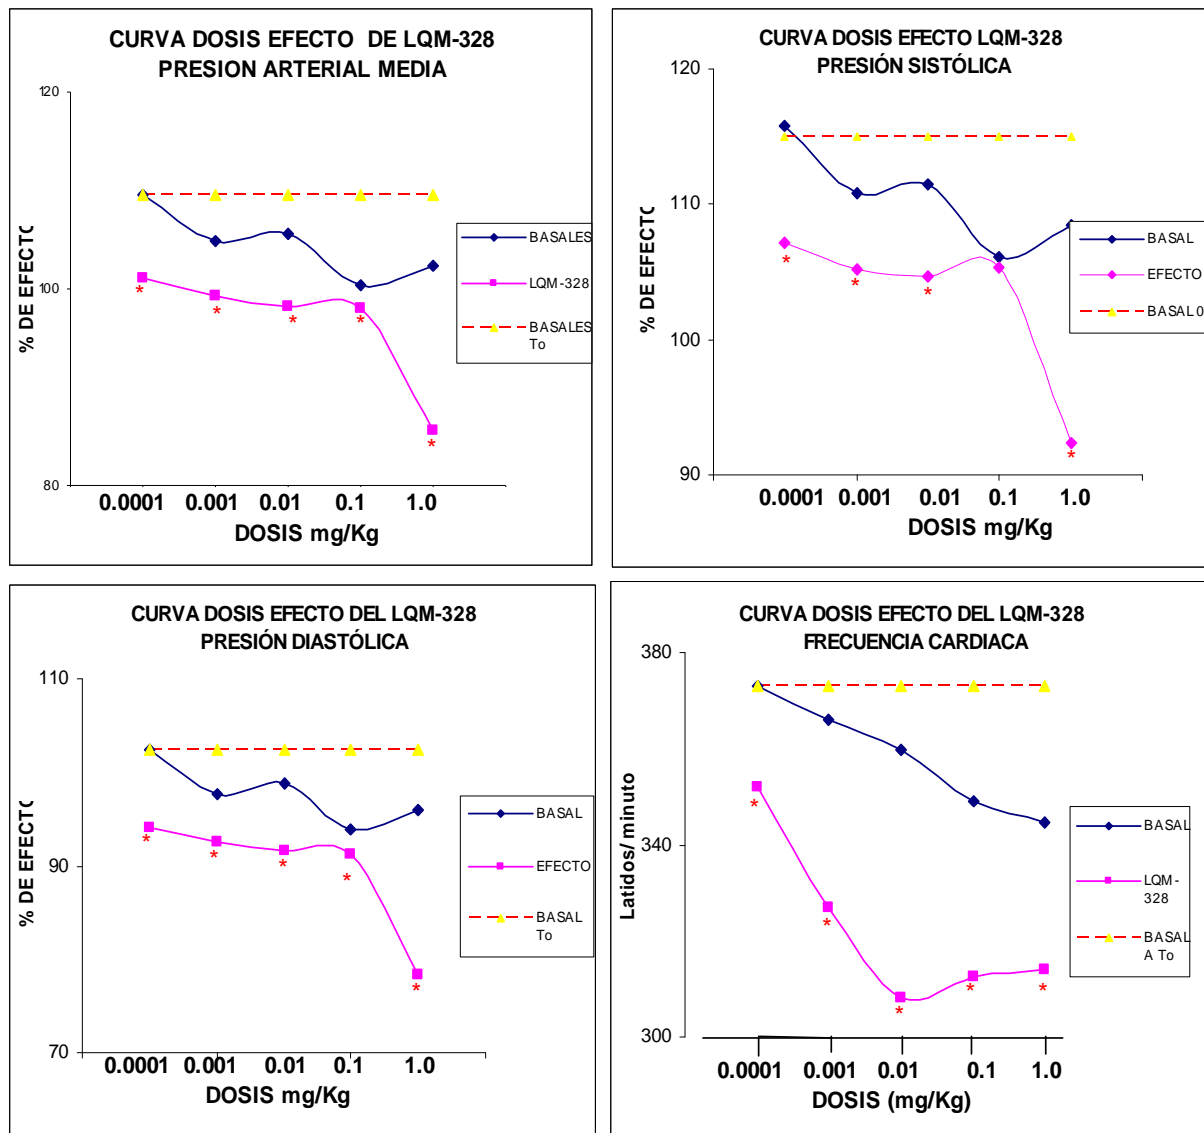 CURVA DOSIS EFECTO DE LQM-328
PRESION ARTERIAL MEDIA
120
100
80
% DE EFECTO
0.0001 0.001 0.01 0.1 1.0
DOSIS mg/Kg
BASALES
LQM-328
BASALES
To
*
*
*
*
*
CURVA DOSIS EFECTO LQM-328
PRESIÓN SISTÓLICA
120
110
100
90
% DE EFECTO
0.0001 0.001 0.01 0.1 1.0
DOSIS mg/Kg
BASAL
EFECTO
BASAL 0
*
*
*
*
CURVA DOSIS EFECTO DEL LQM-328
PRESIÓN DIASTÓLICA
110
90
70
% DE EFECTO
0.0001 0.001 0.01 0.1 1.0
DOSIS mg/Kg
BASAL
EFECTO
BASAL
To
*
*
*
*
*
CURVA DOSIS EFECTO DEL LQM-328
FRECUENCIA CARDIACA
380
340
300
Latidos/minuto
0.0001 0.001 0.01 0.1 1.0
DOSIS (mg/Kg)
BASAL
LQM-
328
BASAL
A To
*
*
*
*
*